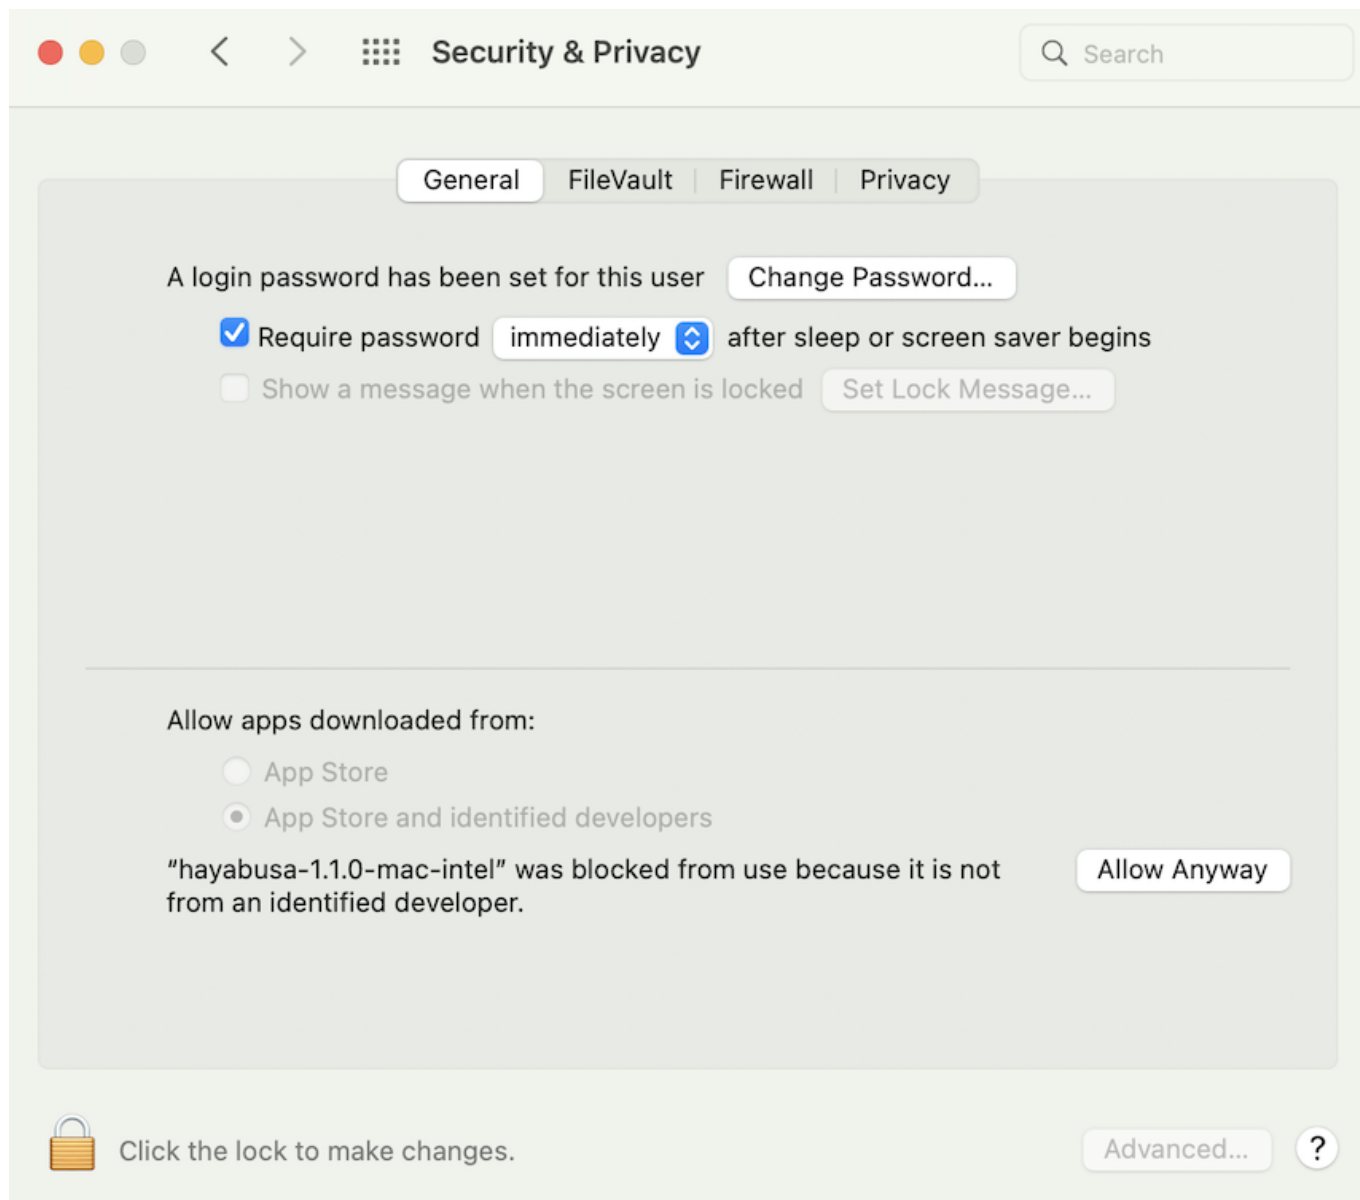 Security & Privacy
Search
General FileVault Firewall Privacy
A login password has been set for this user Change Password...
Require password immediately after sleep or screen saver begins
Show a message when the screen is locked Set Lock Message...
Allow apps downloaded from:
App Store
App Store and identified developers
“hayabusa-1.1.0-mac-intel” was blocked from use because it is not Allow Anyway
from an identified developer.
Click the lock to make changes. Advanced... ?